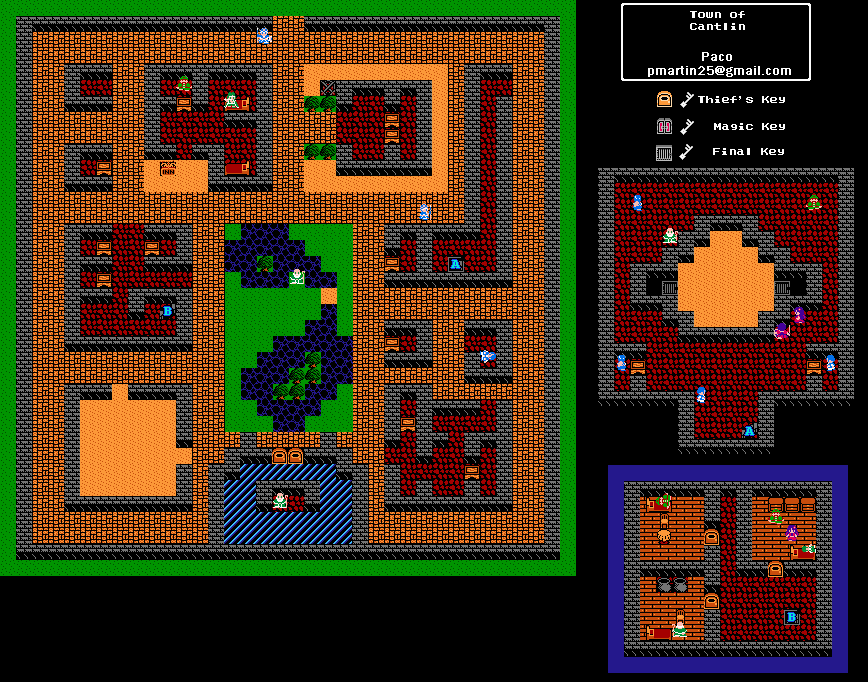 Town of
Cantlin
Paco
pmartin25@gmail.com
Thief's Key
Magic Key
Final Key
A
B
A
B